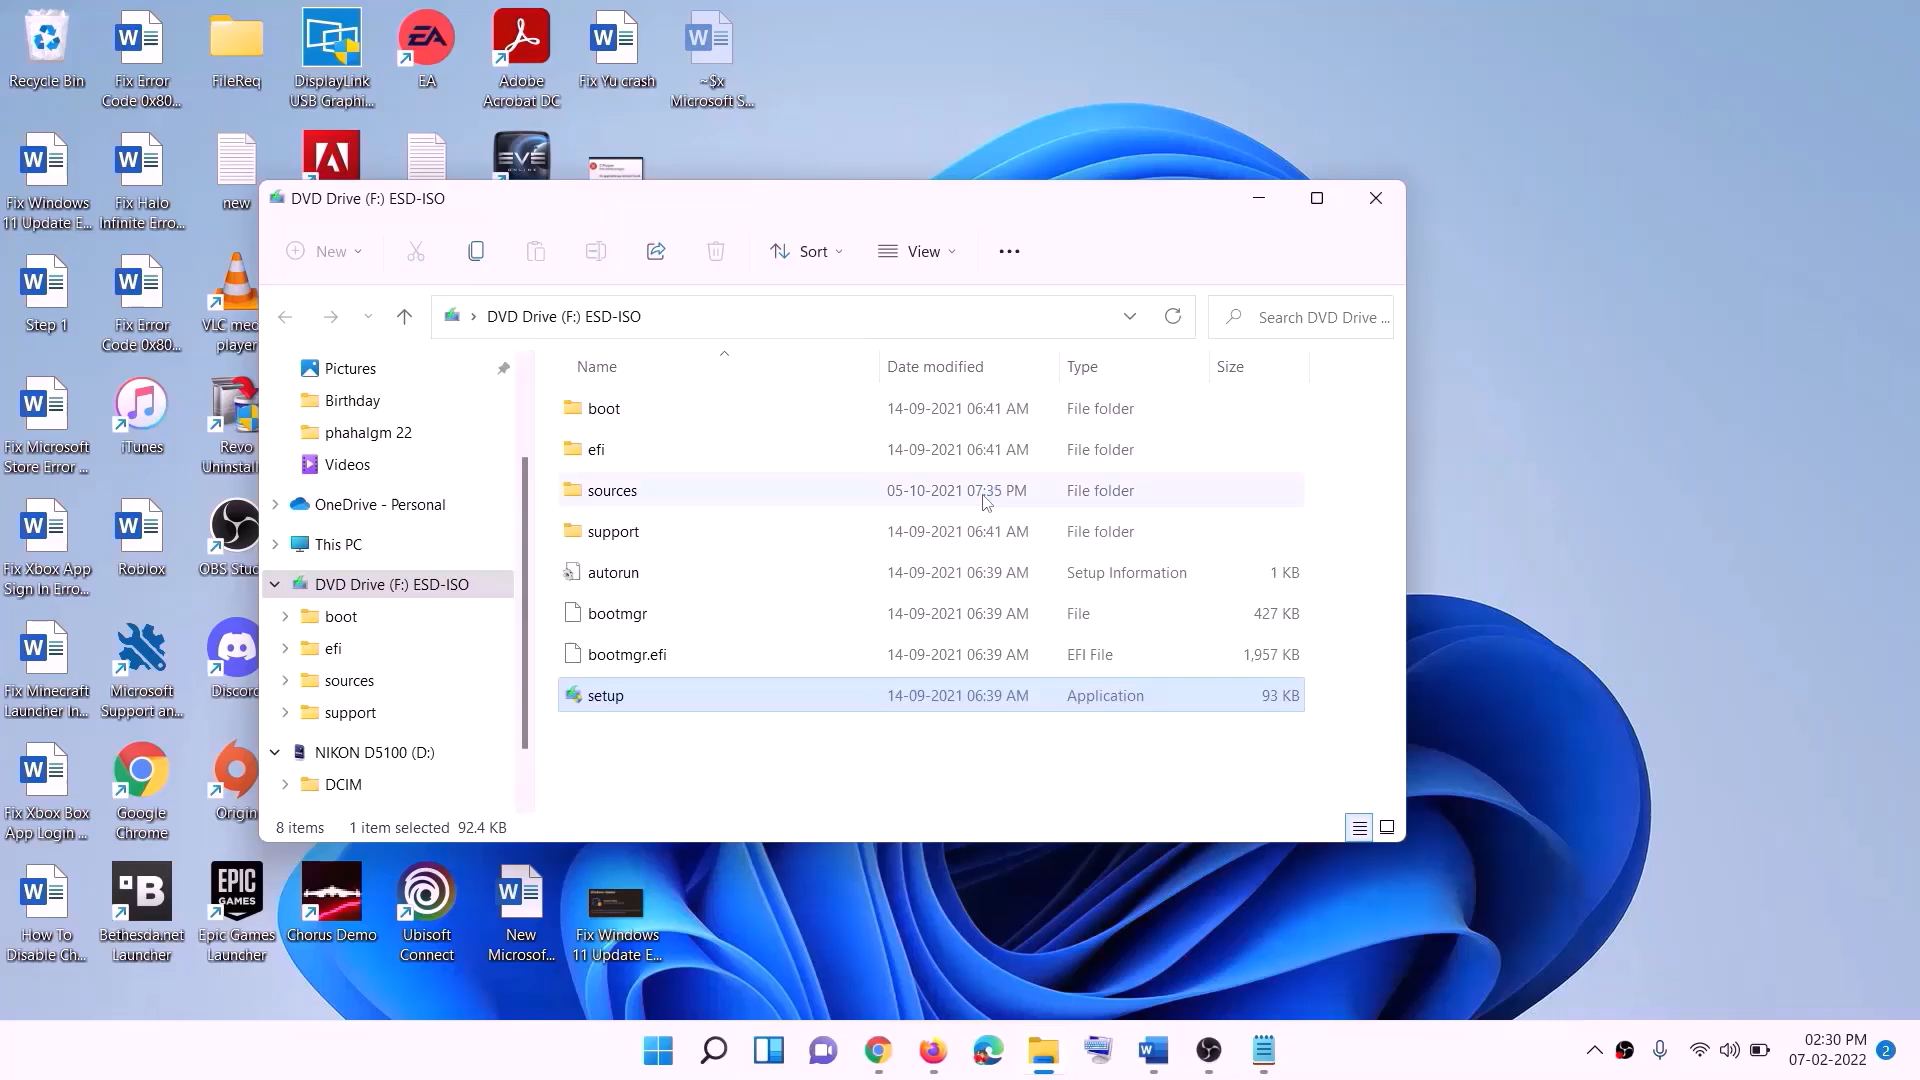 Recycle Bin
Fix Error
Code 0x80...
FileReq
DisplayLink
USB Graphi...
EA
Adobe
Acrobat DC
Fix Yu crash
~$x
Microsoft S...
Fix Windows
11 Update E...
Fix Halo
Infinite Erro...
new
EVE
ONLINE
Step 1
Fix Error
Code 0x80...
VLC med
player
Fix Microsoft
Store Error ...
iTunes
Revo
Uninstall
Fix Xbox App
Sign In Erro...
Roblox
OBS Stud
Fix Minecraft
Launcher In...
Microsoft
Support an...
Discord
Fix Xbox Box
App Login ...
Google
Chrome
Origin
How To
Disable Ch...
Bethesda.net
Launcher
EPIC
GAMES
Epic Games
Launcher
Chorus Demo
Ubisoft
Connect
New
Microsof...
Fix Windows
11 Update E...
DVD Drive (F:) ESD-ISO
New
Sort
View
DVD Drive (F:) ESD-ISO
Search DVD Drive ...
Pictures
Birthday
phahalgm 22
Videos
OneDrive - Personal
This PC
DVD Drive (F:) ESD-ISO
boot
efi
sources
support
NIKON D5100 (D:)
DCIM
Name Date modified Type Size
boot 14-09-2021 06:41 AM File folder
efi 14-09-2021 06:41 AM File folder
sources 05-10-2021 07:35 PM File folder
support 14-09-2021 06:41 AM File folder
autorun 14-09-2021 06:39 AM Setup Information 1 KB
bootmgr 14-09-2021 06:39 AM File 427 KB
bootmgr.efi 14-09-2021 06:39 AM EFI File 1,957 KB
setup 14-09-2021 06:39 AM Application 93 KB
8 items 1 item selected 92.4 KB
02:30 PM
07-02-2022
2